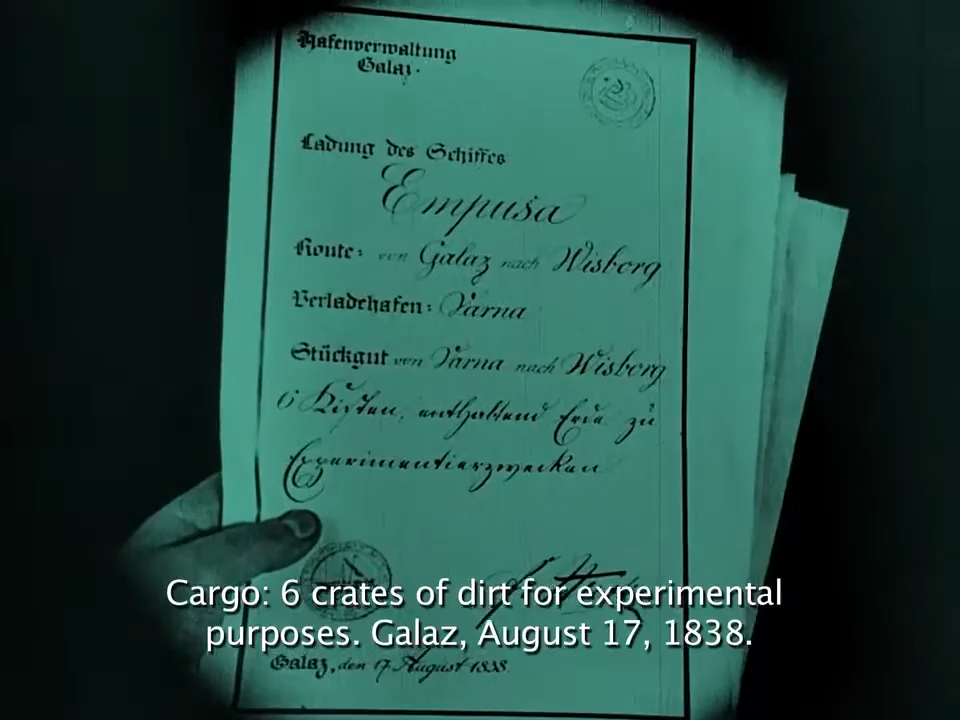 Hafenverwaltung
Galaz.
Ladung des Schiffes
Empusa
Route: von Galaz nach Wisborg
Verladehafen: Varna
Stückgut von Varna nach Wisborg
6 Kisten, enthaltend Erde zu
Experimentierzwecken
Cargo: 6 crates of dirt for experimental
purposes. Galaz, August 17, 1838.
Galaz, den 17. August 1838.